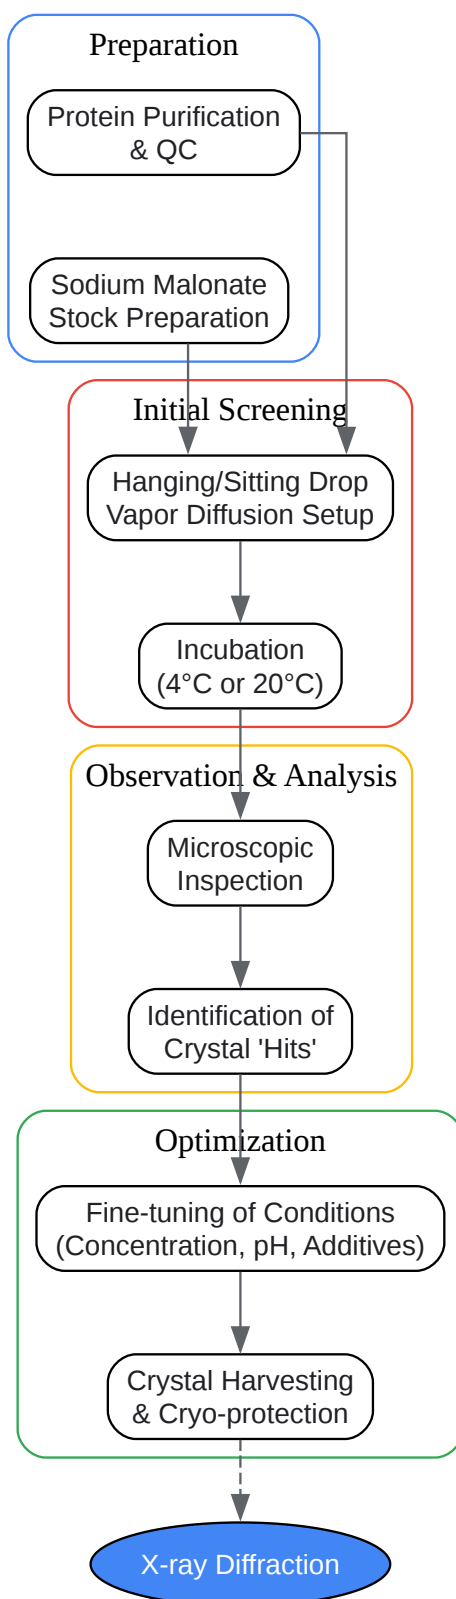 Preparation
Protein Purification
& QC
Sodium Malonate
Stock Preparation
Initial Screening
Hanging/Sitting Drop
Vapor Diffusion Setup
Incubation
(4°C or 20°C)
Observation & Analysis
Microscopic
Inspection
Identification of
Crystal 'Hits'
Optimization
Fine-tuning of Conditions
(Concentration, pH, Additives)
Crystal Harvesting
& Cryo-protection
X-ray Diffraction